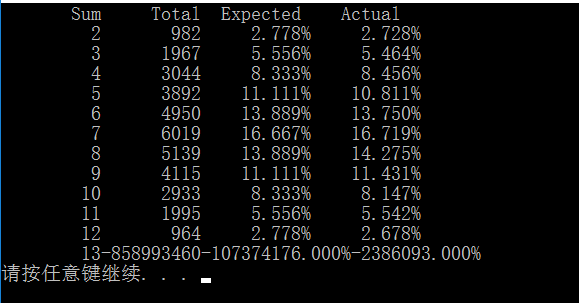 Sum Total Expected Actual
2 982 2.778% 2.728%
3 1967 5.556% 5.464%
4 3044 8.333% 8.456%
5 3892 11.111% 10.811%
6 4950 13.889% 13.750%
7 6019 16.667% 16.719%
8 5139 13.889% 14.275%
9 4115 11.111% 11.431%
10 2933 8.333% 8.147%
11 1995 5.556% 5.542%
12 964 2.778% 2.678%
13-858993460-107374176.000%-2386093.000%
请按任意键继续. . .